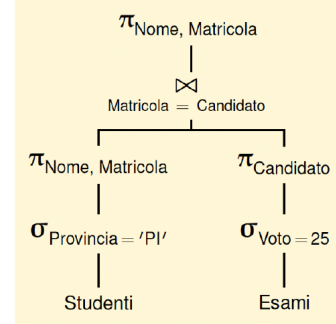 π Nome, Matricola
⋈
Matricola = Candidato
π Nome, Matricola
π Candidato
σ Provincia = 'PI'
σ Voto = 25
Studenti
Esami